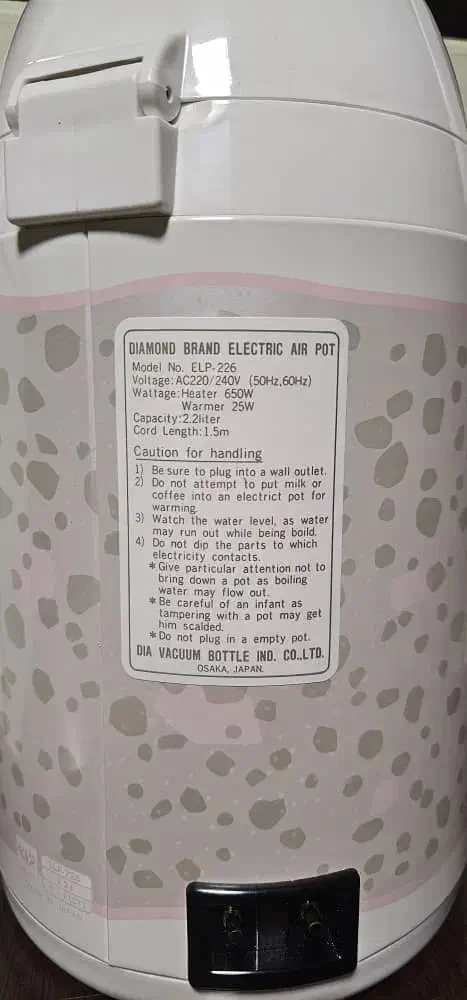 DIAMOND BRAND ELECTRIC AIR POT
Model No. ELP-226
Voltage:AC220/240V (50Hz,60Hz)
Wattage:Heater 650W
Warmer 25W
Capacity:2.2liter
Cord Length:1.5m
Caution for handling
1) Be sure to plug into a wall outlet.
2) Do not attempt to put milk or
coffee into an electrict pot for
warming.
3) Watch the water level, as water
may run out while being boild.
4) Do not dip the parts to which
electricity contacts.
*Give particular attention not to
bring down a pot as boiling
water may flow out.
*Be careful of an infant as
tampering with a pot may get
him scalded.
*Do not plug in a empty pot.
DIA VACUUM BOTTLE IND. CO.,LTD.
OSAKA, JAPAN.